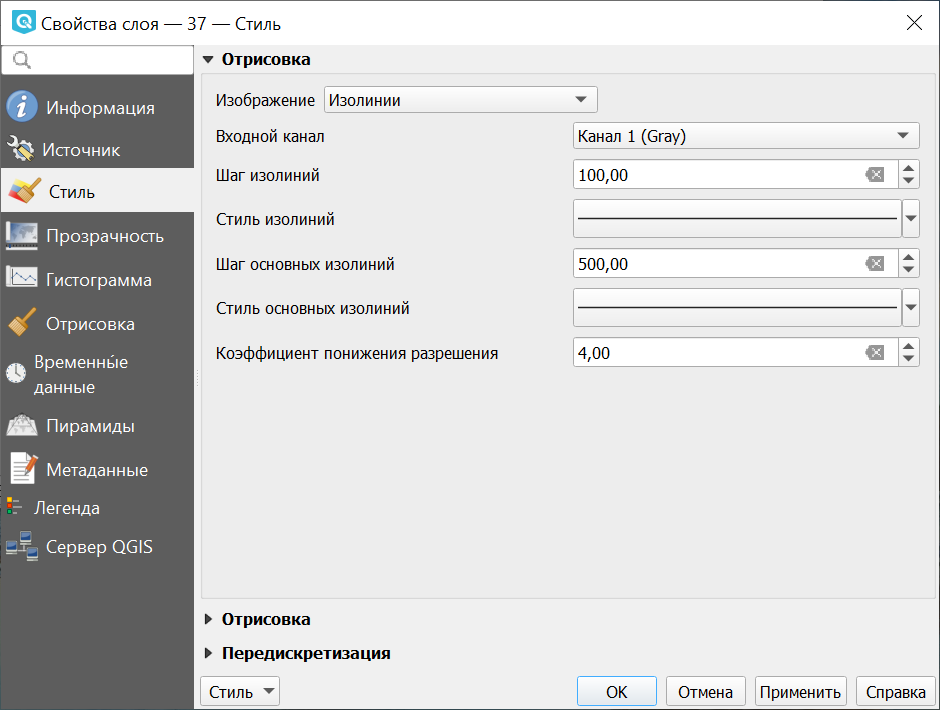 Свойства слоя — 37 — Стиль
Информация
Источник
Стиль
Прозрачность
Гистограмма
Отрисовка
Временны́е
данные
Пирамиды
Метаданные
Легенда
Сервер QGIS
Отрисовка
Изображение Изолинии
Входной канал Канал 1 (Gray)
Шаг изолиний 100,00
Стиль изолиний
Шаг основных изолиний 500,00
Стиль основных изолиний
Коэффициент понижения разрешения 4,00
Отрисовка
Передискретизация
Стиль OK Отмена Применить Справка